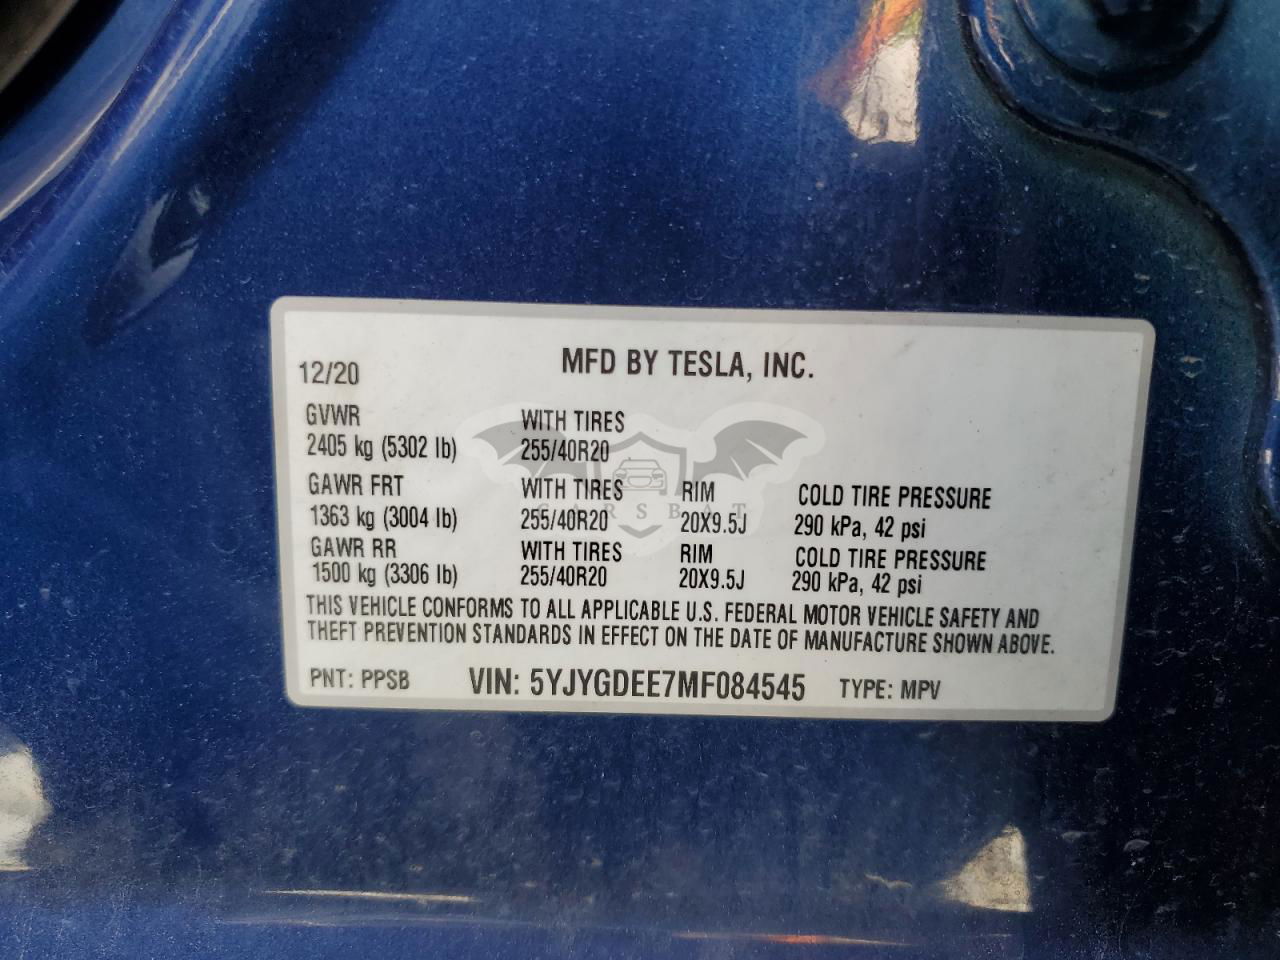 MFD BY TESLA, INC.
12/20
GVWR WITH TIRES
2405 kg (5302 lb) 255/40R20
GAWR FRT WITH TIRES RIM COLD TIRE PRESSURE
1363 kg (3004 lb) 255/40R20 20X9.5J 290 kPa, 42 psi
GAWR RR WITH TIRES RIM COLD TIRE PRESSURE
1500 kg (3306 lb) 255/40R20 20X9.5J 290 kPa, 42 psi
THIS VEHICLE CONFORMS TO ALL APPLICABLE U.S. FEDERAL MOTOR VEHICLE SAFETY AND
THEFT PREVENTION STANDARDS IN EFFECT ON THE DATE OF MANUFACTURE SHOWN ABOVE.
PNT: PPSB VIN: 5YJYGDEE7MF084545 TYPE: MPV
CARSBAT